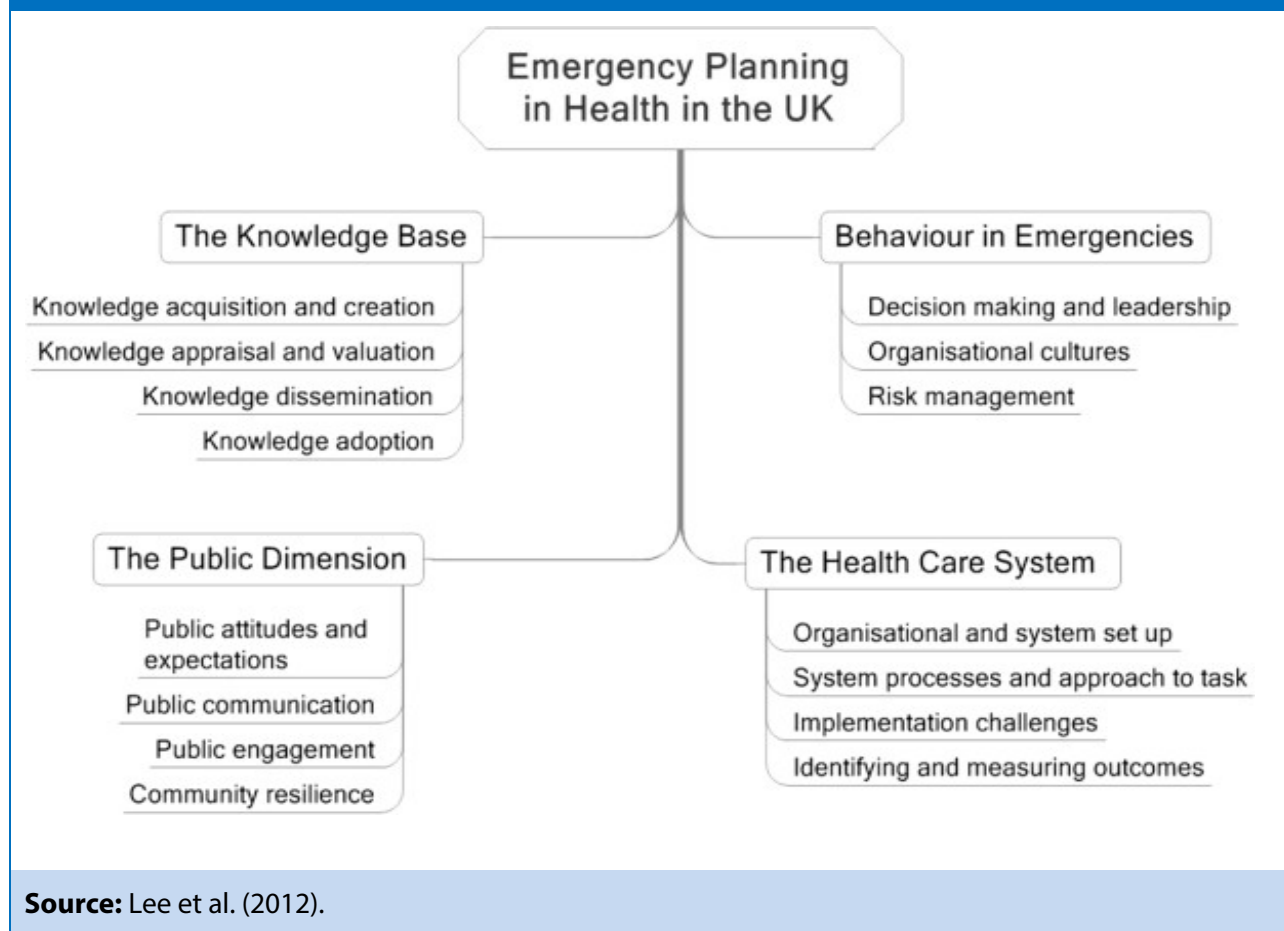 Emergency Planning
in Health in the UK
The Knowledge Base
Knowledge acquisition and creation
Knowledge appraisal and valuation
Knowledge dissemination
Knowledge adoption
Behaviour in Emergencies
Decision making and leadership
Organisational cultures
Risk management
The Public Dimension
Public attitudes and
expectations
Public communication
Public engagement
Community resilience
The Health Care System
Organisational and system set up
System processes and approach to task
Implementation challenges
Identifying and measuring outcomes
Source: Lee et al. (2012).